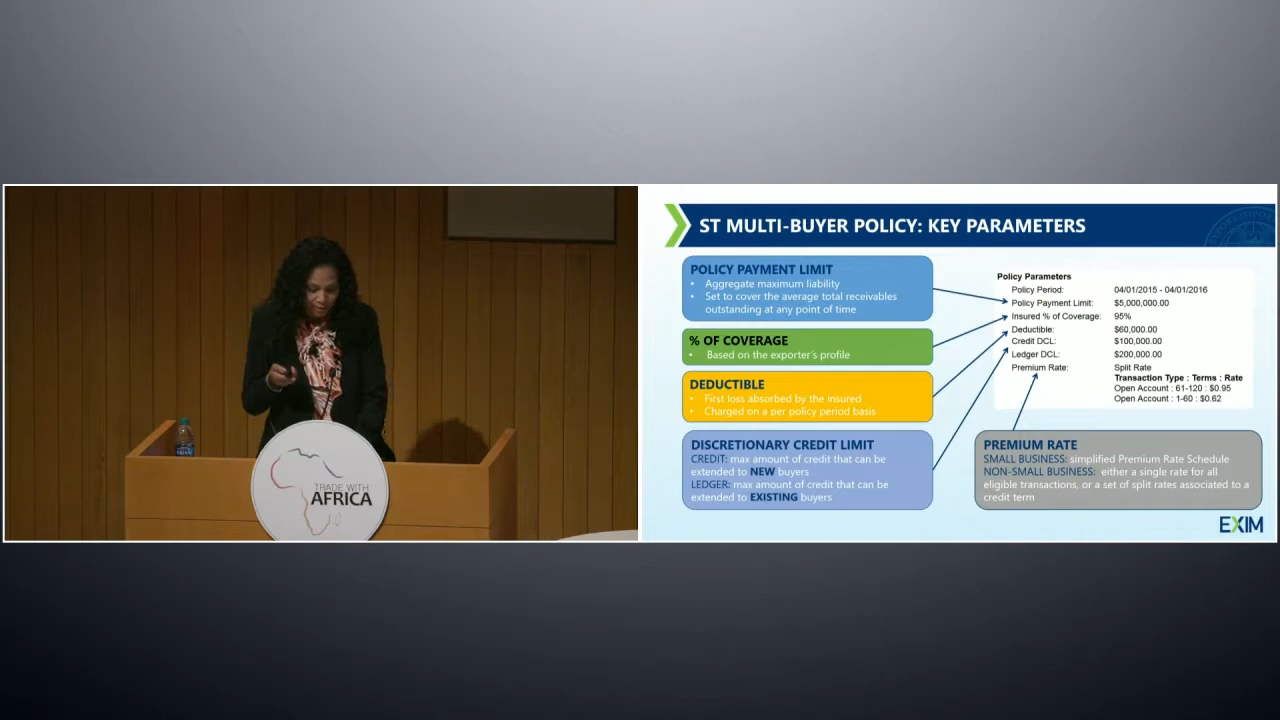 TRADE WITH
AFRICA
ST MULTI-BUYER POLICY: KEY PARAMETERS
POLICY PAYMENT LIMIT
• Aggregate maximum liability
• Set to cover the average total receivables
outstanding at any point of time
% OF COVERAGE
• Based on the exporter's profile
DEDUCTIBLE
• First loss absorbed by the insured
• Charged on a per policy period basis
DISCRETIONARY CREDIT LIMIT
CREDIT: max amount of credit that can be
extended to NEW buyers
LEDGER: max amount of credit that can be
extended to EXISTING buyers
Policy Parameters
Policy Period: 04/01/2015 - 04/01/2016
Policy Payment Limit: $5,000,000.00
Insured % of Coverage: 95%
Deductible: $60,000.00
Credit DCL: $100,000.00
Ledger DCL: $200,000.00
Premium Rate: Split Rate
Transaction Type : Terms : Rate
Open Account : 61-120 : $0.95
Open Account : 1-60 : $0.62
PREMIUM RATE
SMALL BUSINESS: simplified Premium Rate Schedule
NON-SMALL BUSINESS: either a single rate for all
eligible transactions, or a set of split rates associated to a
credit term
EXIM